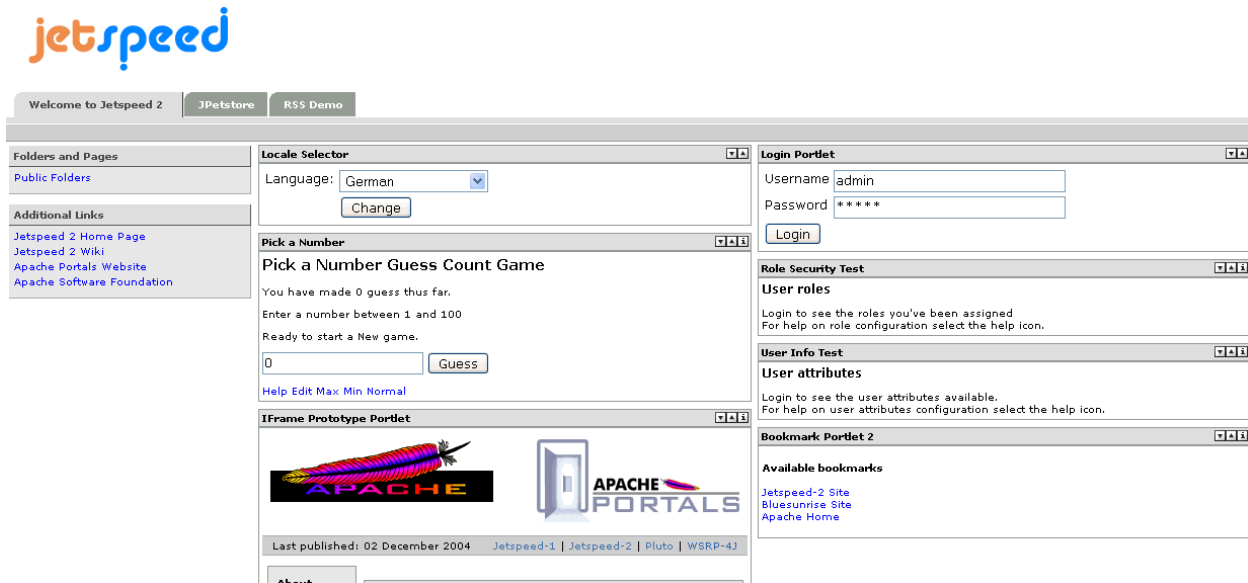 jetspeed
Welcome to Jetspeed 2
JPetstore
RSS Demo
Folders and Pages
Public Folders
Additional Links
Jetspeed 2 Home Page
Jetspeed 2 Wiki
Apache Portals Website
Apache Software Foundation
Locale Selector
Language: German
Change
Pick a Number
Pick a Number Guess Count Game
You have made 0 guess thus far.
Enter a number between 1 and 100
Ready to start a New game.
0 Guess
Help Edit Max Min Normal
IFrame Prototype Portlet
APACHE
APACHE
PORTALS
Last published: 02 December 2004 Jetspeed-1 | Jetspeed-2 | Pluto | WSRP-4J
About
Login Portlet
Username admin
Password *****
Login
Role Security Test
User roles
Login to see the roles you've been assigned
For help on role configuration select the help icon.
User Info Test
User attributes
Login to see the user attributes available.
For help on user attributes configuration select the help icon.
Bookmark Portlet 2
Available bookmarks
Jetspeed-2 Site
Bluesunrise Site
Apache Home